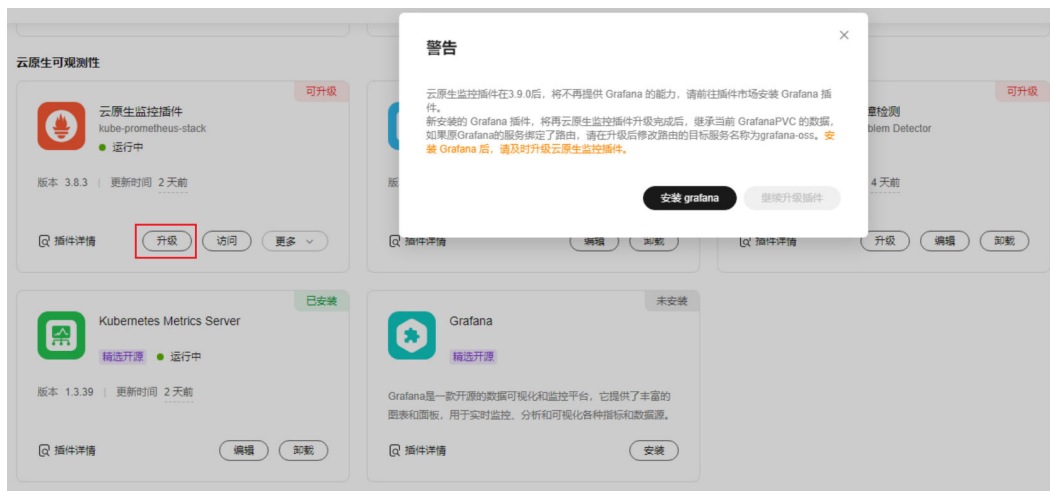 警告
云原生监控插件在3.9.0后，将不再提供 Grafana 的能力，请前往插件市场安装 Grafana 插
件。
新安装的 Grafana 插件，将再云原生监控插件升级完成后，继承当前 GrafanaPVC 的数据，
如果原Grafana的服务绑定了路由，请在升级后修改路由的目标服务名称为grafana-oss。安
装 Grafana 后，请及时升级云原生监控插件。
安装 grafana
继续升级插件
云原生可观测性
可升级
云原生监控插件
kube-prometheus-stack
运行中
版本 3.8.3 | 更新时间 2 天前
插件详情
升级
访问
更多
版
插件详情
编辑
卸载
可升级
障检测
blem Detector
4 天前
插件详情
升级
编辑
卸载
已安装
Kubernetes Metrics Server
精选开源
运行中
版本 1.3.39 | 更新时间 2 天前
插件详情
编辑
卸载
未安装
Grafana
精选开源
Grafana是一款开源的数据可视化和监控平台，它提供了丰富的
图表和面板，用于实时监控、分析和可视化各种指标和数据源。
插件详情
安装